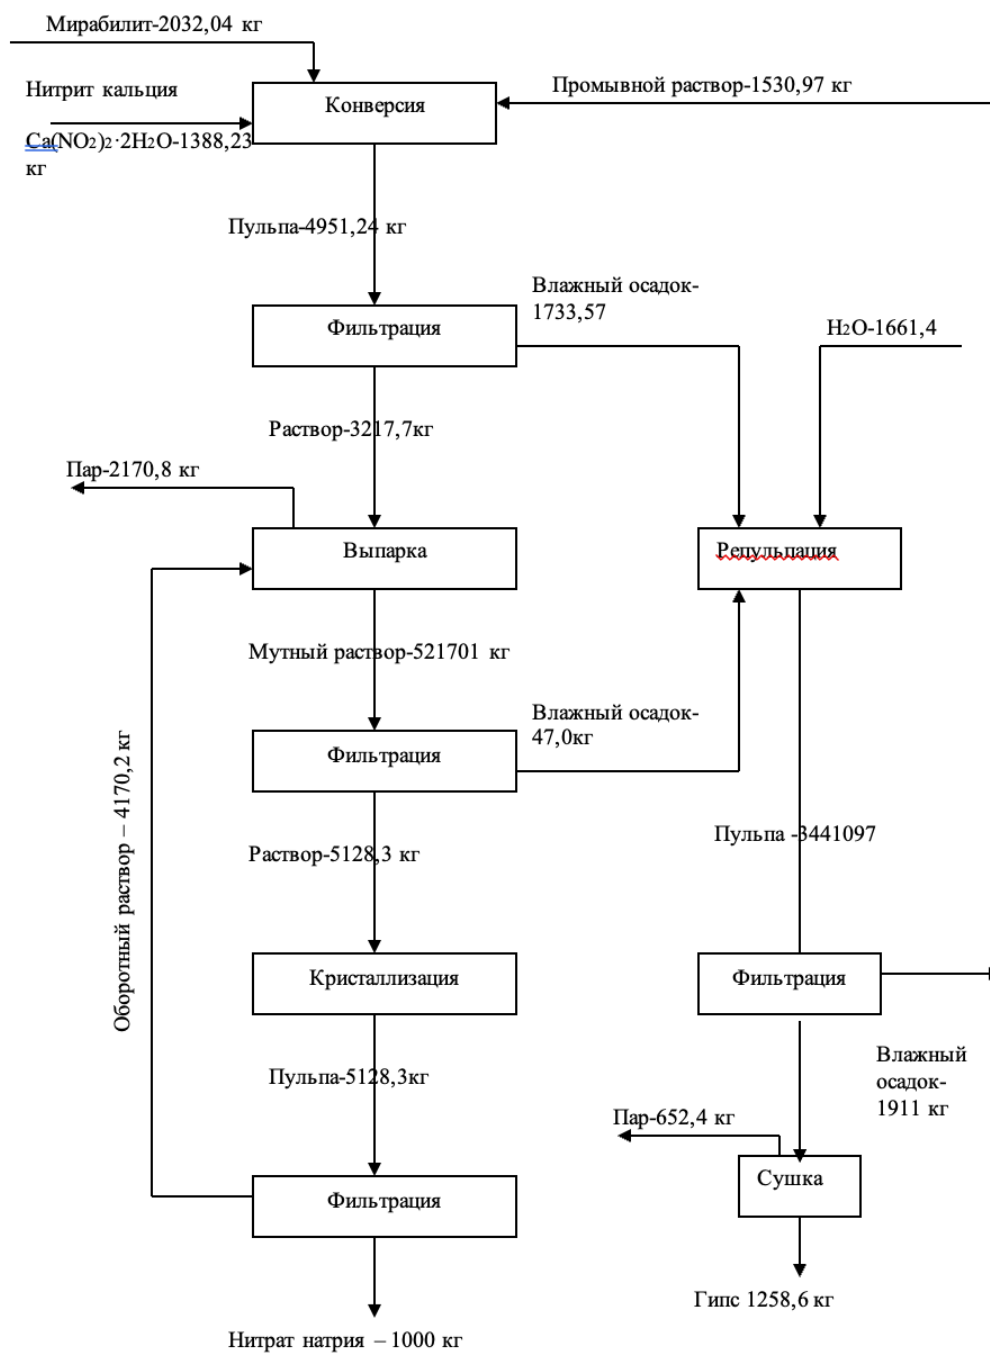 Мирабилит-2032,04 кг
Нитрит кальция
Ca(NO2)2·2H2O-1388,23
кг
Конверсия
Промывной раствор-1530,97 кг
Пульпа-4951,24 кг
Фильтрация
Влажный осадок-
1733,57
H2O-1661,4
Раствор-3217,7кг
Пар-2170,8 кг
Выпарка
Репульпация
Мутный раствор-521701 кг
Фильтрация
Влажный осадок-
47,0кг
Оборотный раствор – 4170,2 кг
Раствор-5128,3 кг
Пульпа -3441097
Кристаллизация
Фильтрация
Пульпа-5128,3кг
Влажный
осадок-
1911 кг
Пар-652,4 кг
Сушка
Фильтрация
Гипс 1258,6 кг
Нитрат натрия – 1000 кг